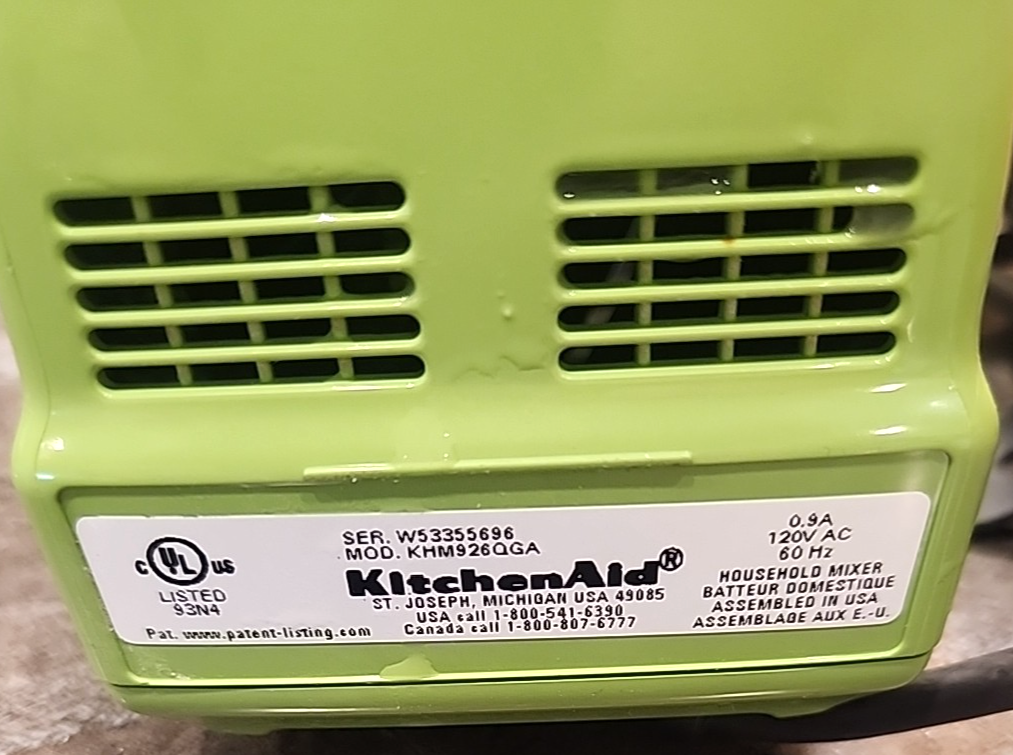 C UL US
LISTED
93N4
Pat. www.patent-listing.com
SER. W53355696
MOD. KHM926QGA
KitchenAid®
ST. JOSEPH, MICHIGAN USA 49085
USA call 1-800-541-6390
Canada call 1-800-807-6777
0.9A
120V AC
60 Hz
HOUSEHOLD MIXER
BATTEUR DOMESTIQUE
ASSEMBLED IN USA
ASSEMBLAGE AUX E.-U.